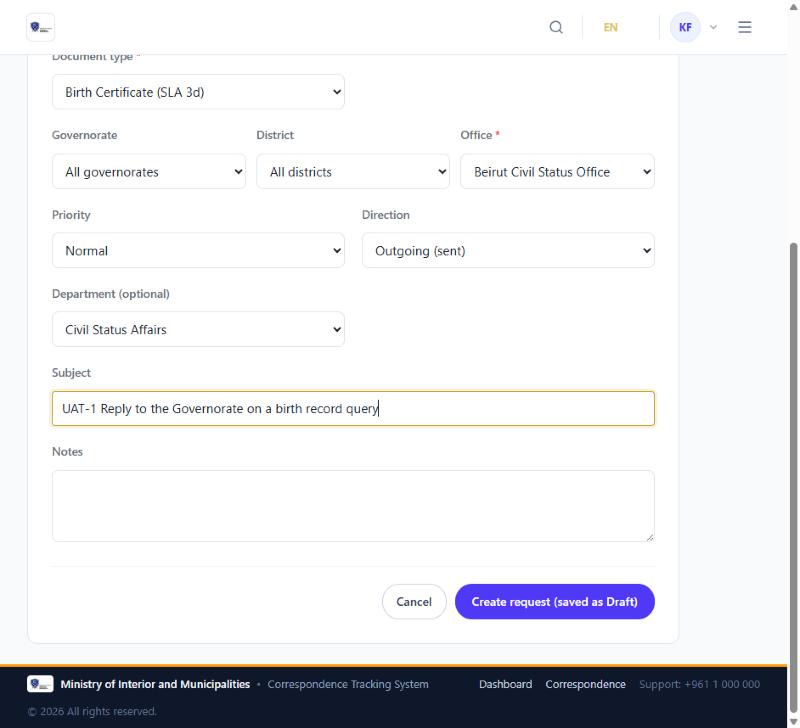 EN
KF
Document type *
Birth Certificate (SLA 3d)
Governorate District Office *
All governorates All districts Beirut Civil Status Office
Priority Direction
Normal Outgoing (sent)
Department (optional)
Civil Status Affairs
Subject
UAT-1 Reply to the Governorate on a birth record query
Notes
Cancel Create request (saved as Draft)
Ministry of Interior and Municipalities • Correspondence Tracking System Dashboard Correspondence Support: +961 1 000 000
© 2026 All rights reserved.